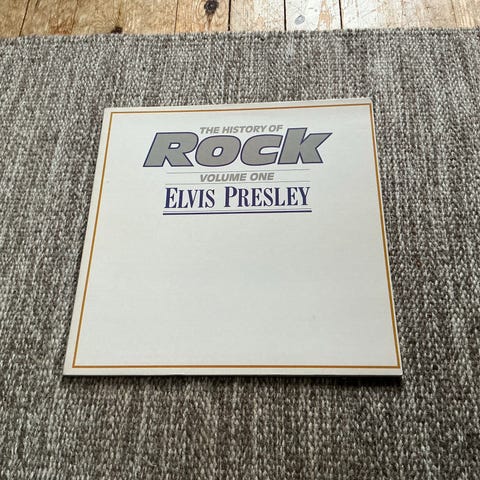 THE HISTORY OF
Rock
VOLUME ONE
ELVIS PRESLEY